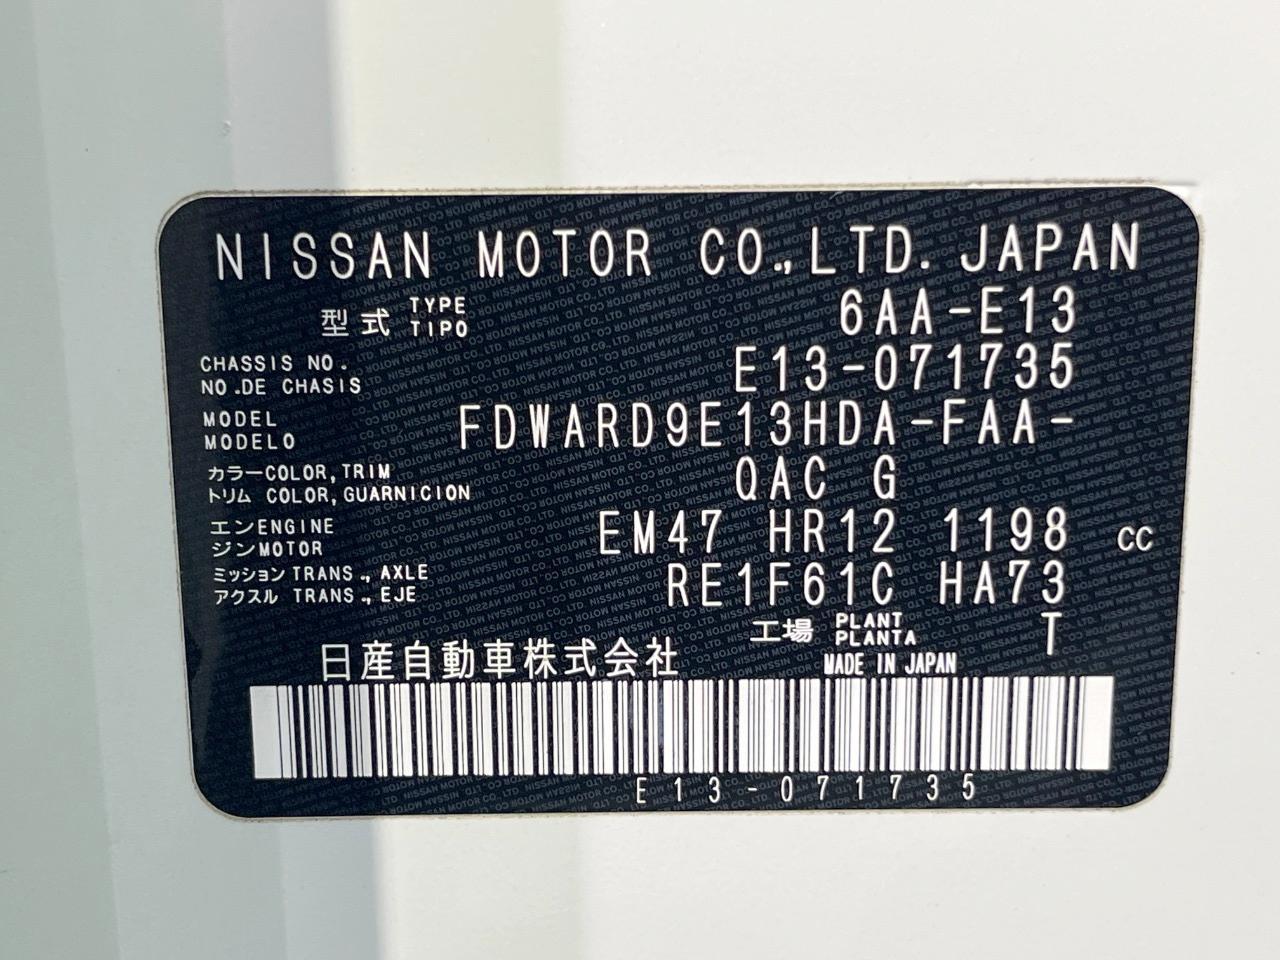 NISSAN MOTOR CO.,LTD. JAPAN
型式 TYPE TIPO 6AA-E13
CHASSIS NO. NO.DE CHASIS E13-071735
MODEL MODELO FDWARD9E13HDA-FAA-
カラーCOLOR,TRIM
トリム COLOR,GUARNICION QAC G
エンENGINE
ジンMOTOR EM47 HR12 1198 cc
ミッションTRANS.,AXLE
アクスル TRANS.,EJE RE1F61C HA73
工場 PLANT PLANTA T
日産自動車株式会社 MADE IN JAPAN
E13-071735